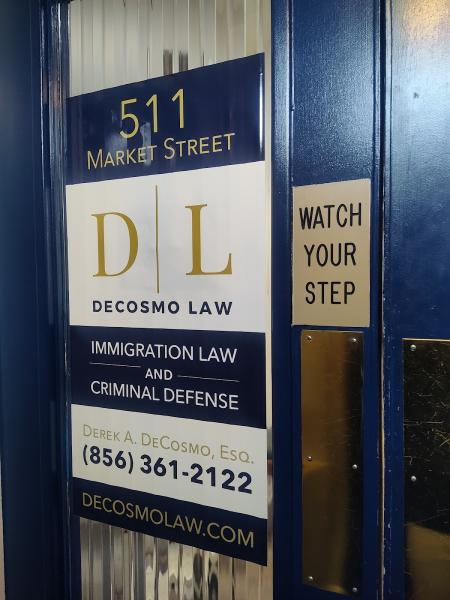 511
MARKET STREET
D | L
DECOSMO LAW
IMMIGRATION LAW
AND
CRIMINAL DEFENSE
DEREK A. DECOSMO, ESQ.
(856) 361-2122
DECOSMOLAW.COM
WATCH
YOUR
STEP